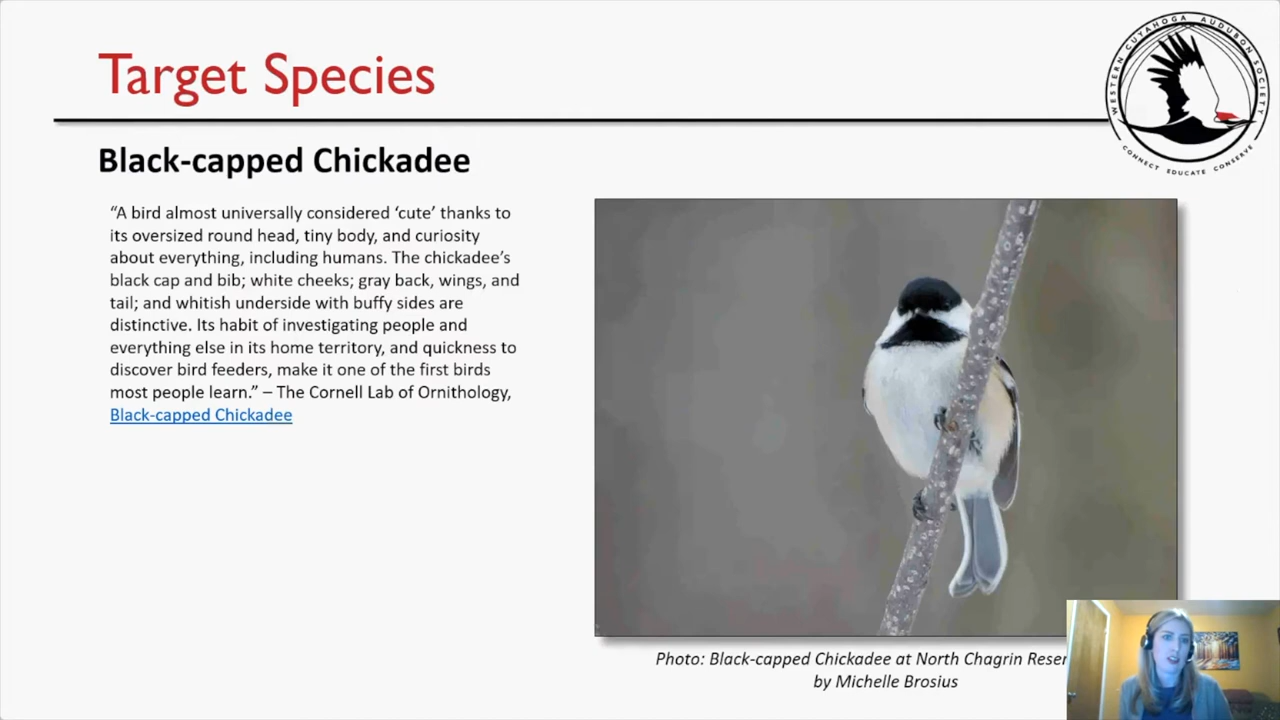 Target Species
WESTERN CUYAHOGA AUDUBON SOCIETY
CONNECT EDUCATE CONSERVE
Black-capped Chickadee
“A bird almost universally considered ‘cute’ thanks to
its oversized round head, tiny body, and curiosity
about everything, including humans. The chickadee’s
black cap and bib; white cheeks; gray back, wings, and
tail; and whitish underside with buffy sides are
distinctive. Its habit of investigating people and
everything else in its home territory, and quickness to
discover bird feeders, make it one of the first birds
most people learn.” – The Cornell Lab of Ornithology,
Black-capped Chickadee
Photo: Black-capped Chickadee at North Chagrin
by Michelle Brosius